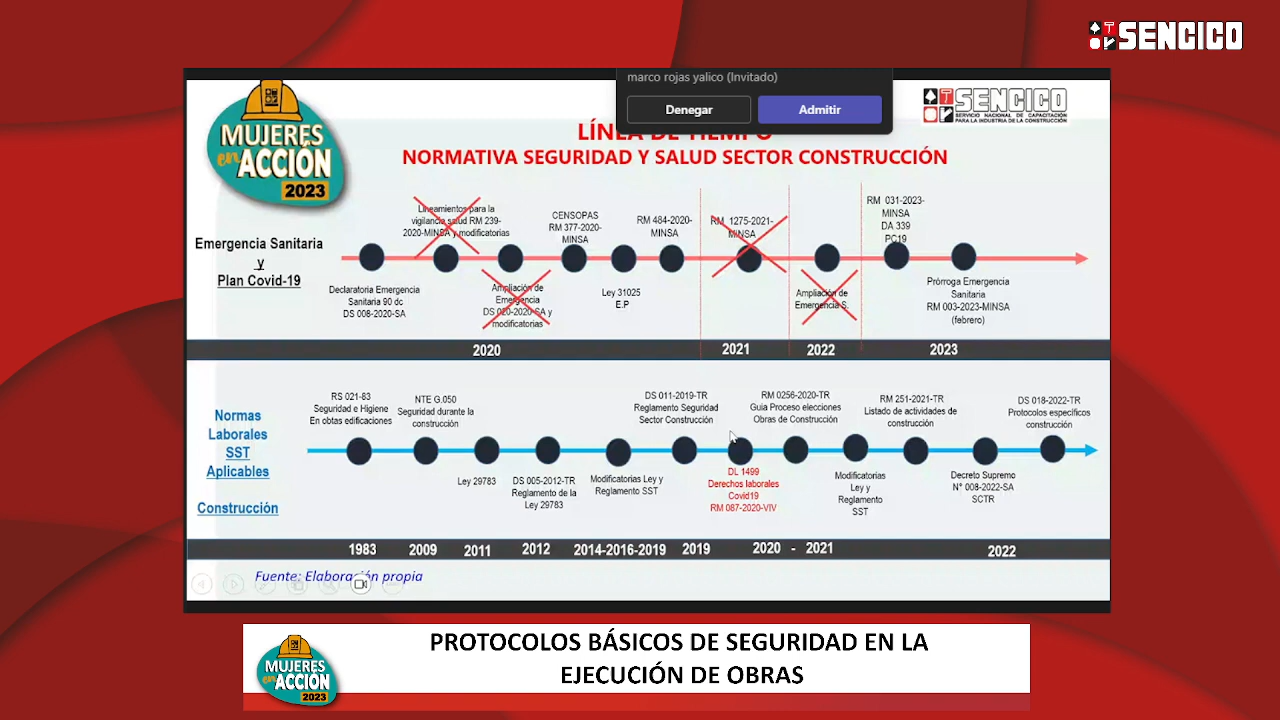 SENCICO
marco rojas yalico (Invitado)
Denegar
Admitir
MUJERES
en ACCIÓN
2023
SENCICO
SERVICIO NACIONAL DE CAPACITACIÓN
PARA LA INDUSTRIA DE LA CONSTRUCCIÓN
LÍNEA DE TIEMPO
NORMATIVA SEGURIDAD Y SALUD SECTOR CONSTRUCCIÓN
Emergencia Sanitaria
y
Plan Covid-19
Lineamientos para la
vigilancia salud RM 239-
2020-MINSA y modificatorias
CENSOPAS
RM 377-2020-
MINSA
RM 484-2020-
MINSA
RM 1275-2021-
MINSA
RM 031-2023-
MINSA
DA 339
PC19
Declaratoria Emergencia
Sanitaria 90 dc
DS 008-2020-SA
Ampliación de
Emergencia
DS 020-2020-SA y
modificatorias
Ley 31025
E.P
Ampliación de
Emergencia S.
Prórroga Emergencia
Sanitaria
RM 003-2023-MINSA
(febrero)
2020
2021
2022
2023
Normas
Laborales
SST
Aplicables
Construcción
RS 021-83
Seguridad e Higiene
En obras edificaciones
NTE G.050
Seguridad durante la
construcción
DS 011-2019-TR
Reglamento Seguridad
Sector Construcción
RM 0256-2020-TR
Guia Proceso elecciones
Obras de Construcción
RM 251-2021-TR
Listado de actividades de
construcción
DS 018-2022-TR
Protocolos específicos
construcción
Ley 29783
DS 005-2012-TR
Reglamento de la
Ley 29783
Modificatorias Ley y
Reglamento SST
DL 1499
Derechos laborales
Covid19
RM 087-2020-VIV
Modificatorias
Ley y
Reglamento
SST
Decreto Supremo
N° 008-2022-SA
SCTR
1983
2009
2011
2012
2014-2016-2019
2019
2020 - 2021
2022
Fuente: Elaboración propia
MUJERES
en ACCIÓN
2023
PROTOCOLOS BÁSICOS DE SEGURIDAD EN LA
EJECUCIÓN DE OBRAS